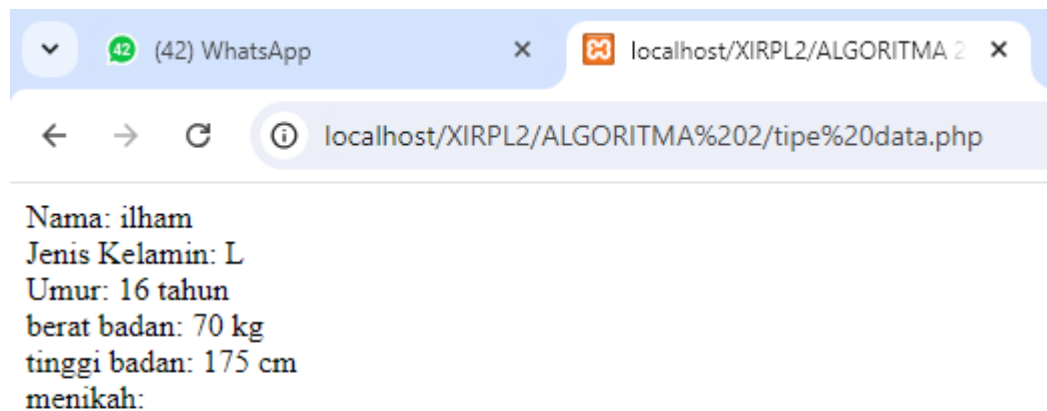 42 (42) WhatsApp
localhost/XIRPL2/ALGORITMA 2
localhost/XIRPL2/ALGORITMA%202/tipe%20data.php
Nama: ilham
Jenis Kelamin: L
Umur: 16 tahun
berat badan: 70 kg
tinggi badan: 175 cm
menikah: